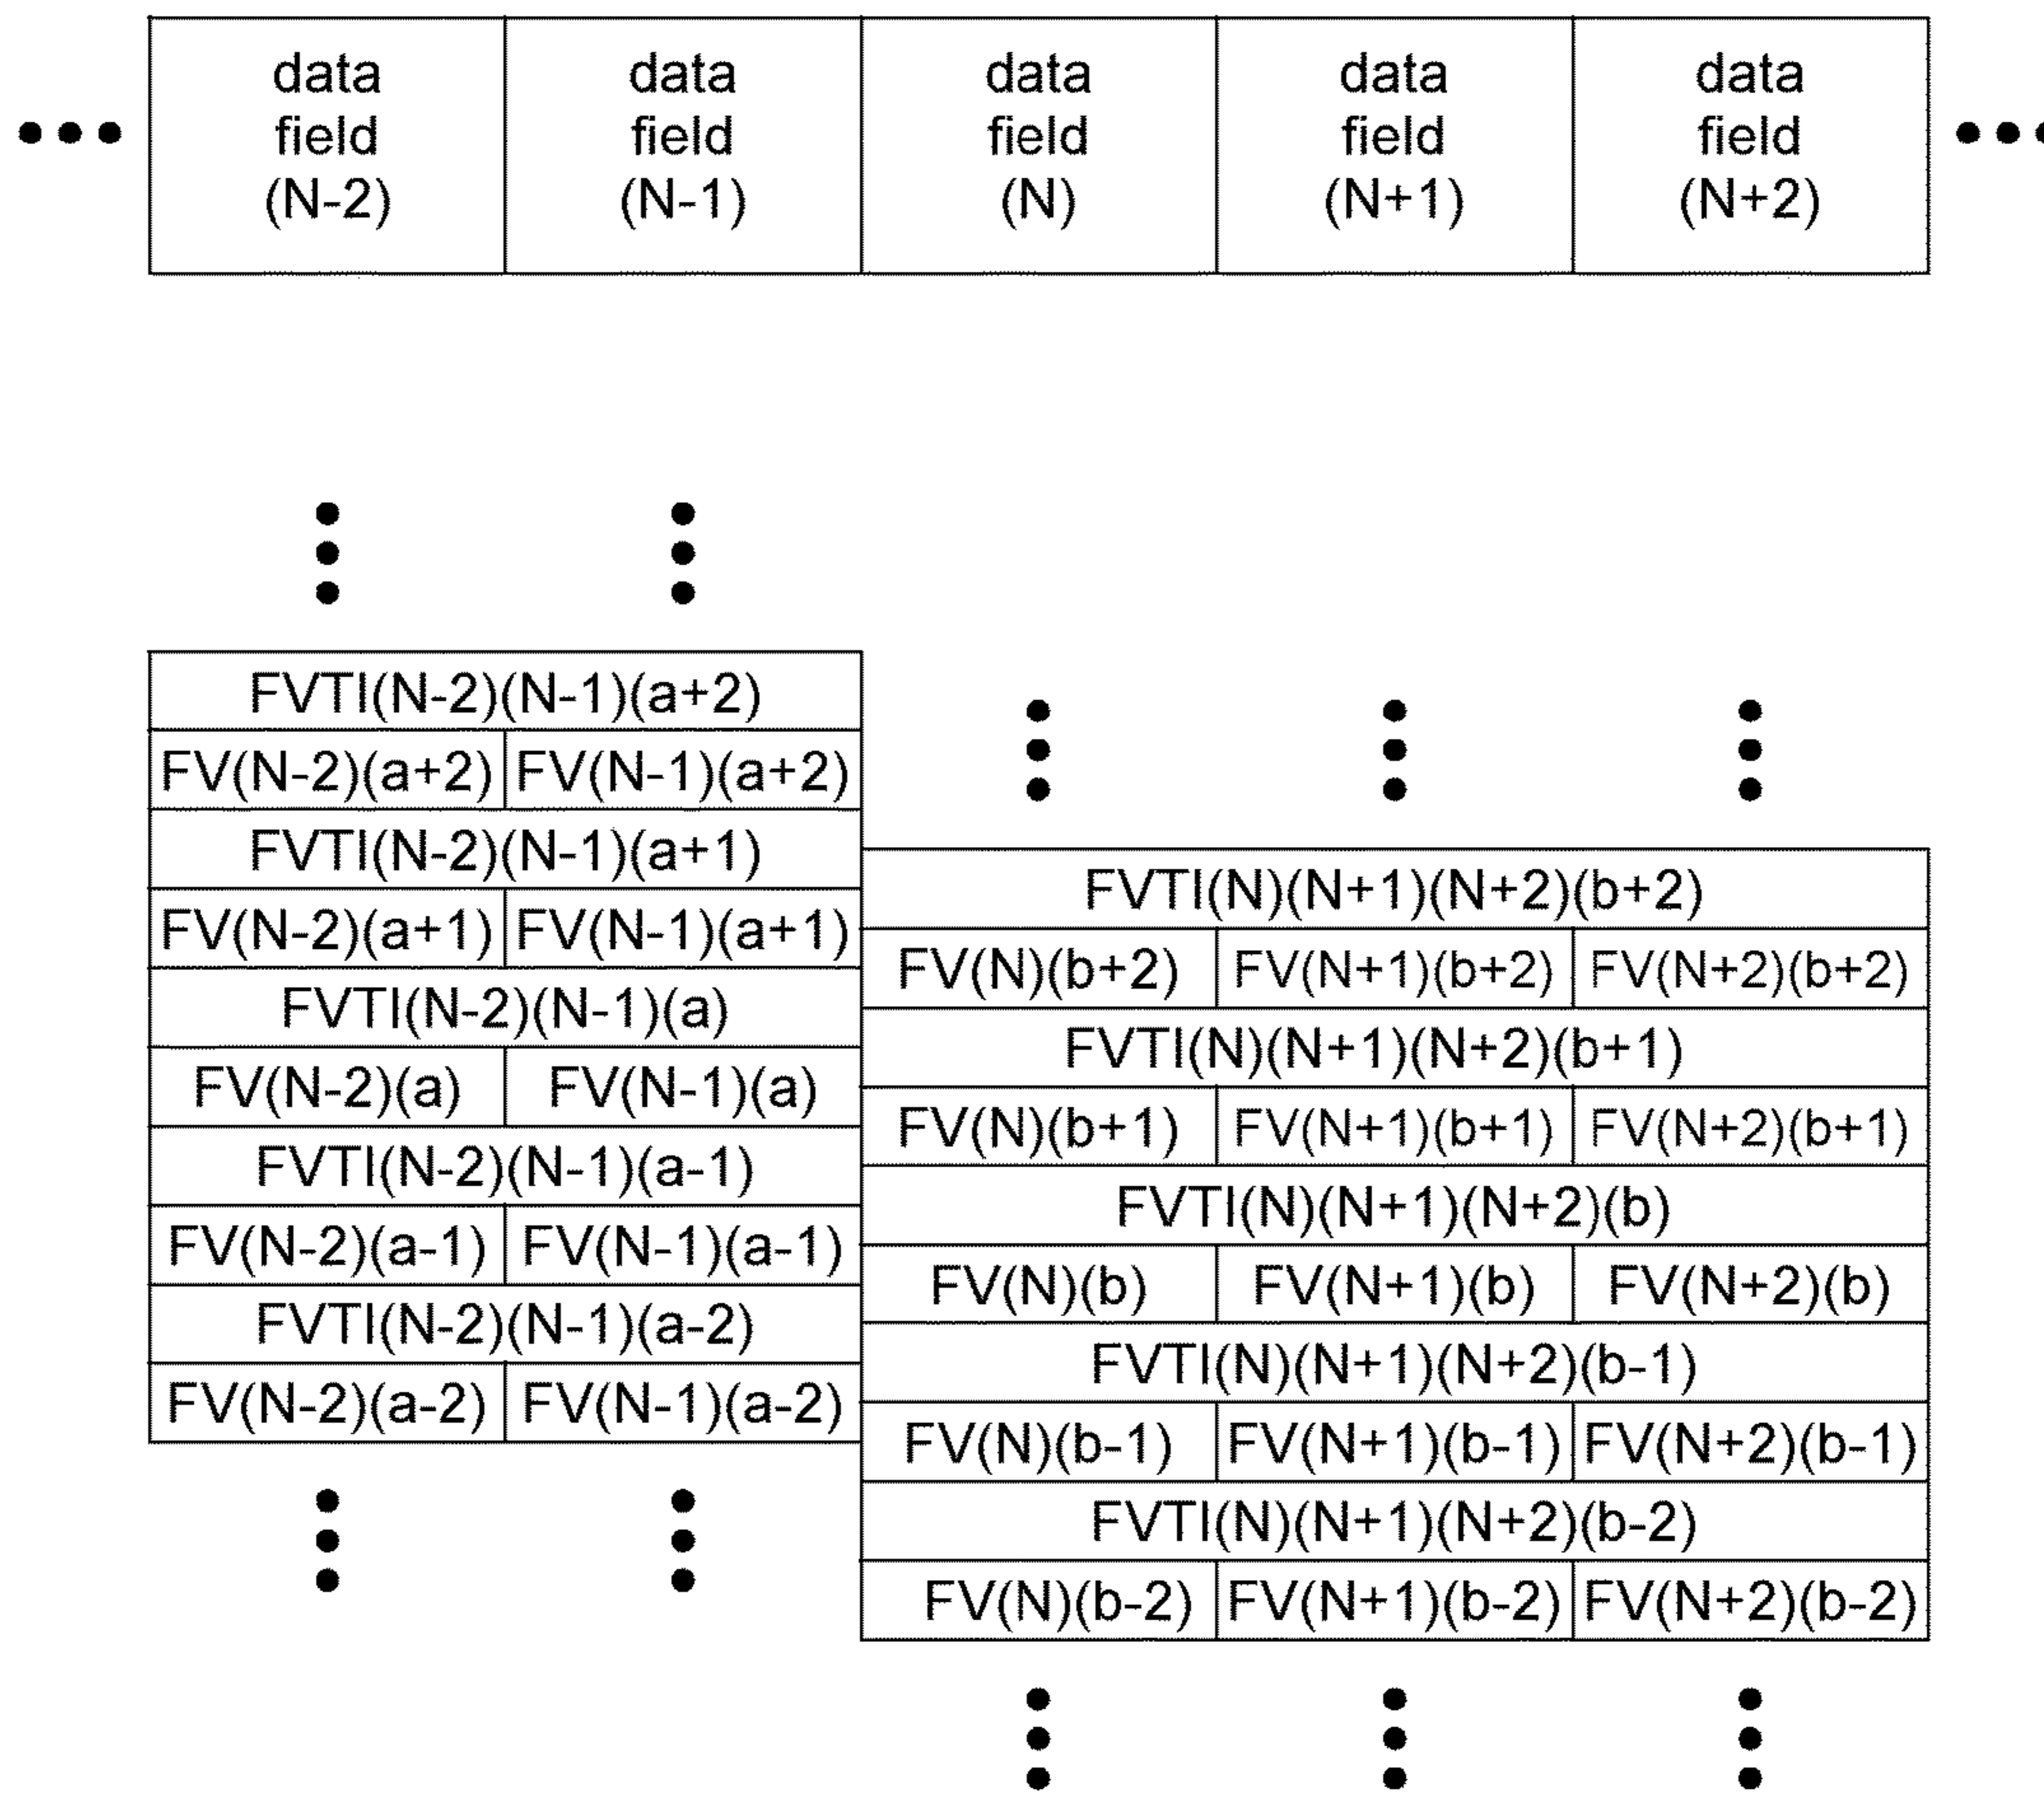 data field (N-2)
data field (N-1)
data field (N)
data field (N+1)
data field (N+2)
FVTI(N-2)(N-1)(a+2)
FV(N-2)(a+2) FV(N-1)(a+2)
FVTI(N-2)(N-1)(a+1)
FV(N-2)(a+1) FV(N-1)(a+1)
FVTI(N-2)(N-1)(a)
FV(N-2)(a) FV(N-1)(a)
FVTI(N-2)(N-1)(a-1)
FV(N-2)(a-1) FV(N-1)(a-1)
FVTI(N-2)(N-1)(a-2)
FV(N-2)(a-2) FV(N-1)(a-2)
FVTI(N)(N+1)(N+2)(b+2)
FV(N)(b+2) FV(N+1)(b+2) FV(N+2)(b+2)
FVTI(N)(N+1)(N+2)(b+1)
FV(N)(b+1) FV(N+1)(b+1) FV(N+2)(b+1)
FVTI(N)(N+1)(N+2)(b)
FV(N)(b) FV(N+1)(b) FV(N+2)(b)
FVTI(N)(N+1)(N+2)(b-1)
FV(N)(b-1) FV(N+1)(b-1) FV(N+2)(b-1)
FVTI(N)(N+1)(N+2)(b-2)
FV(N)(b-2) FV(N+1)(b-2) FV(N+2)(b-2)